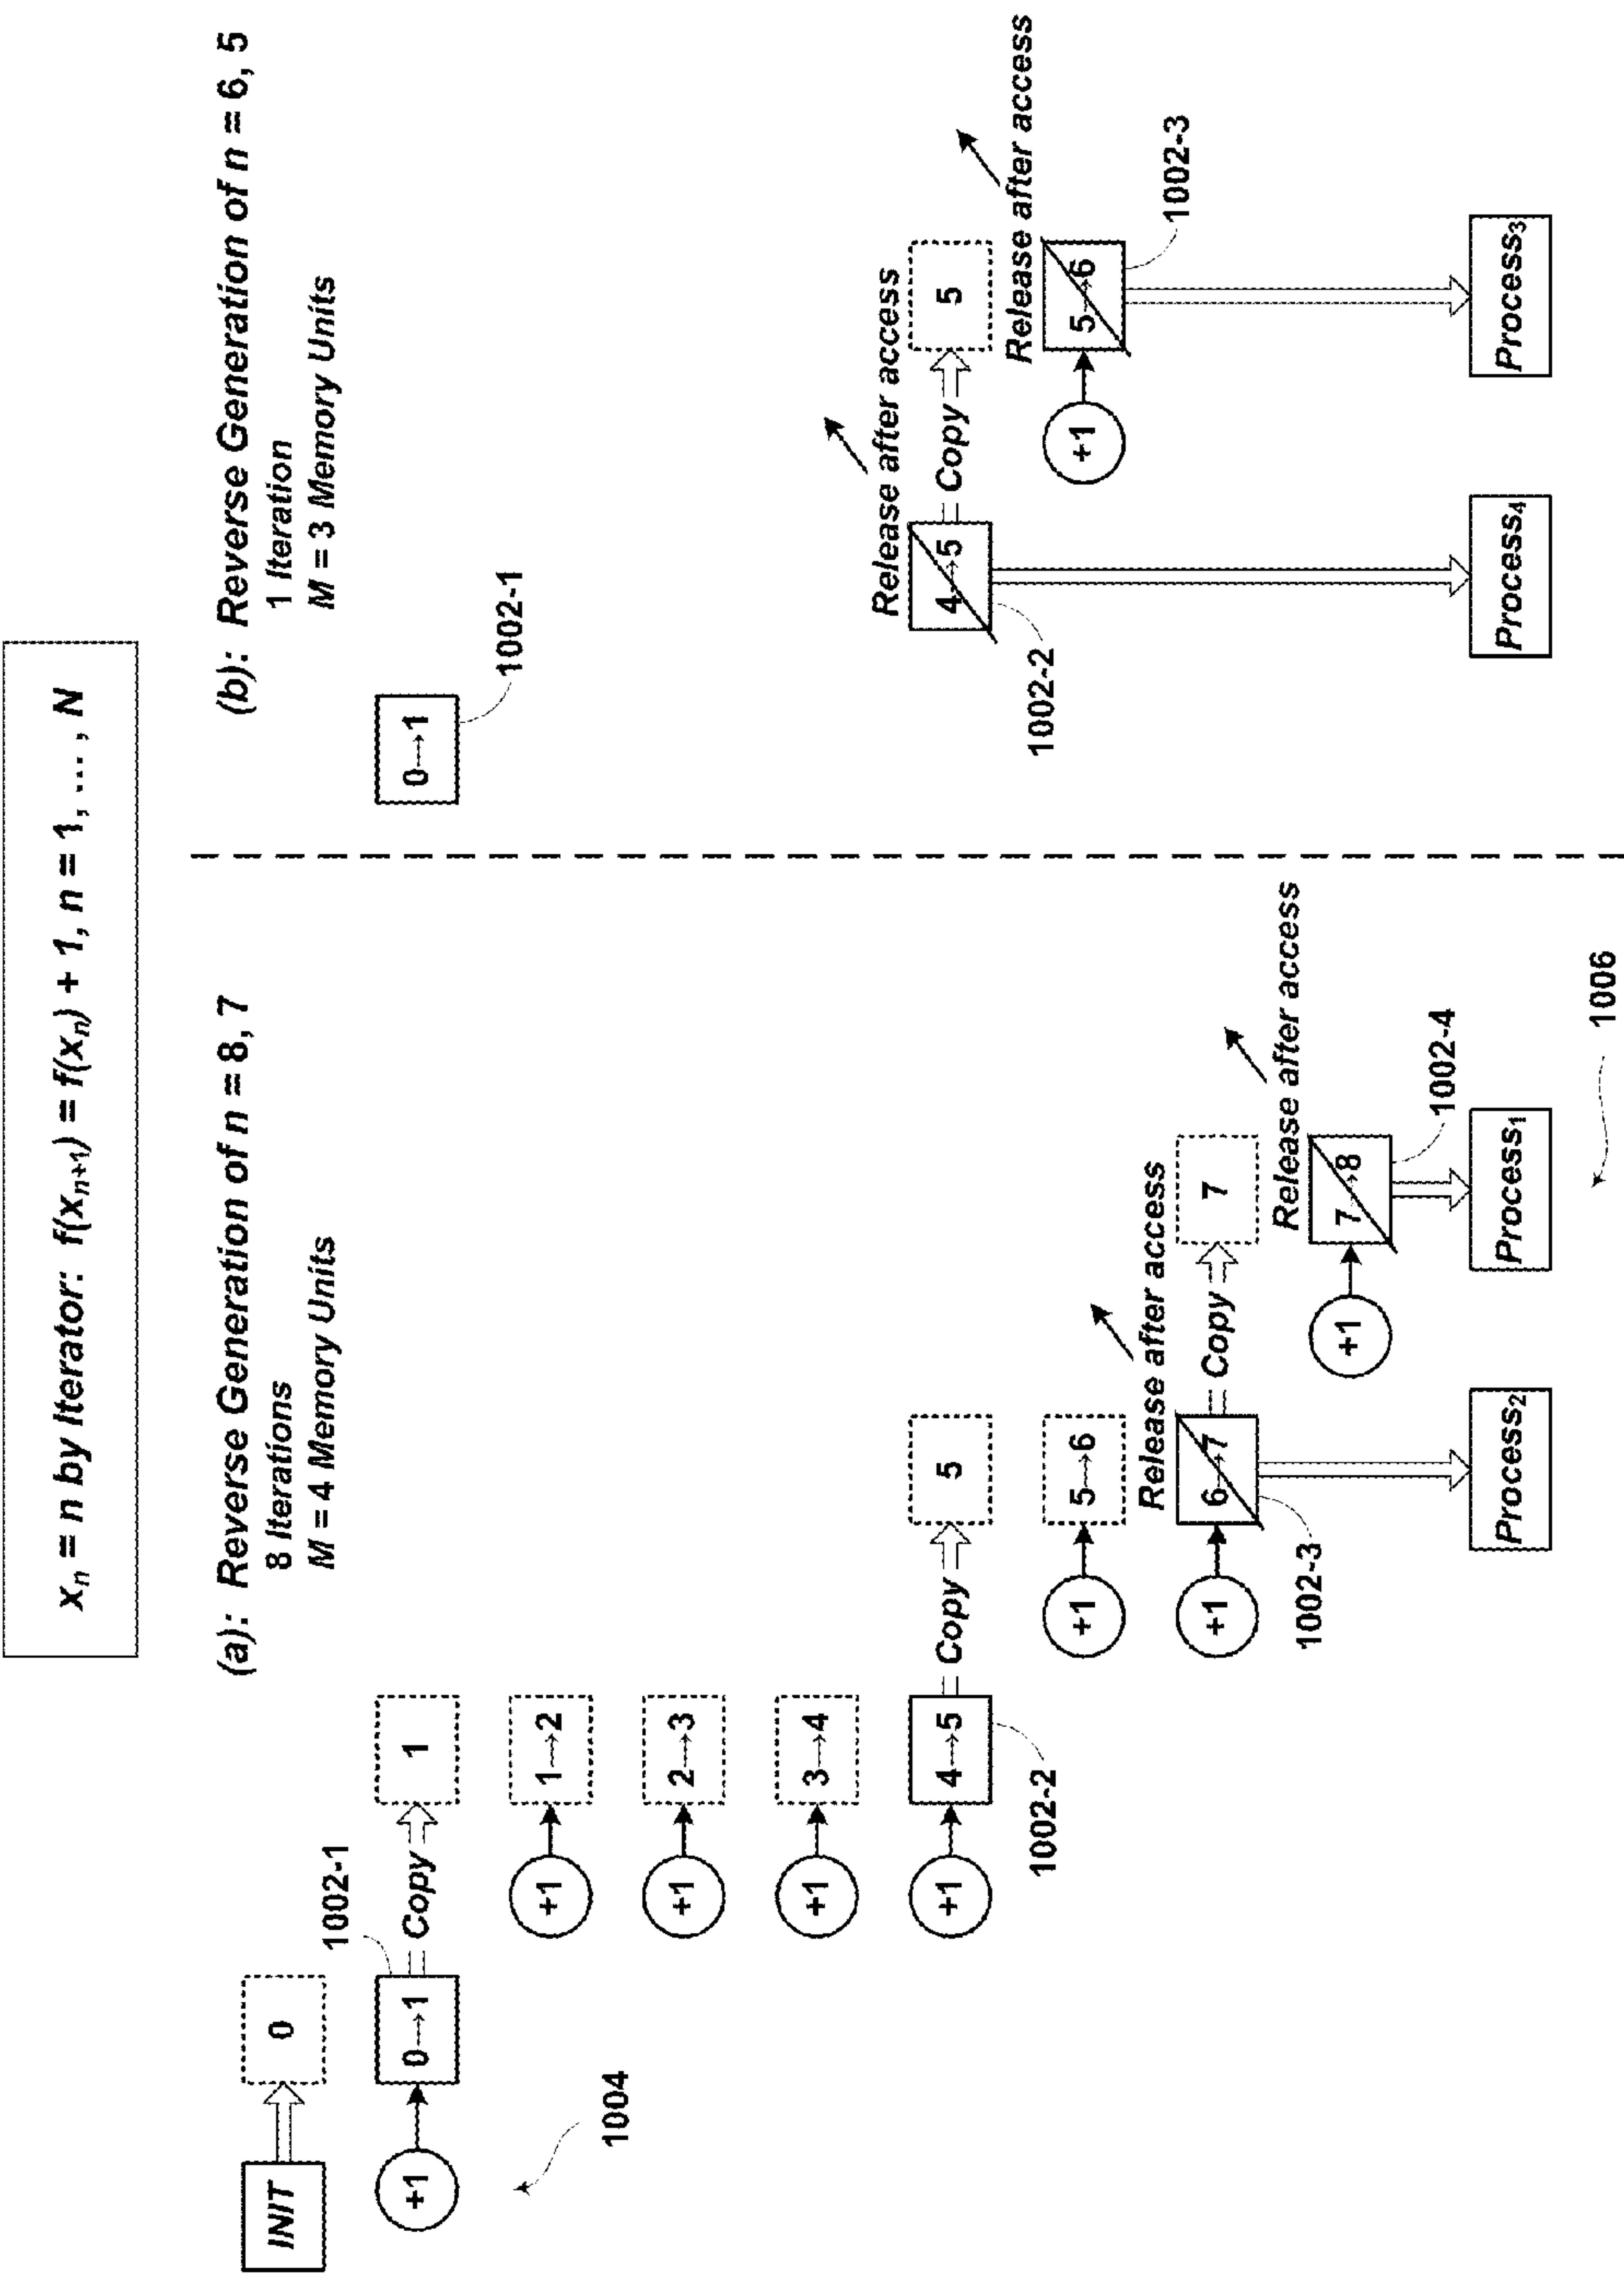 x_n = n by Iterator: f(x_{n+1}) = f(x_n) + 1, n = 1, ... , N
(a): Reverse Generation of n = 8, 7
8 Iterations
M = 4 Memory Units
INIT
0
1002-1
+1
0→1
Copy
1
1004
+1
1→2
+1
2→3
+1
3→4
+1
4→5
Copy
5
1002-2
+1
5→6
Release after access
+1
6→7
Copy
7
1002-3
Release after access
+1
7→8
1002-4
Process₂
Process₁
1006
(b): Reverse Generation of n = 6, 5
1 Iteration
M = 3 Memory Units
0→1
1002-1
Release after access
4→5
Copy
5
1002-2
Release after access
+1
5→6
1002-3
Process₄
Process₃